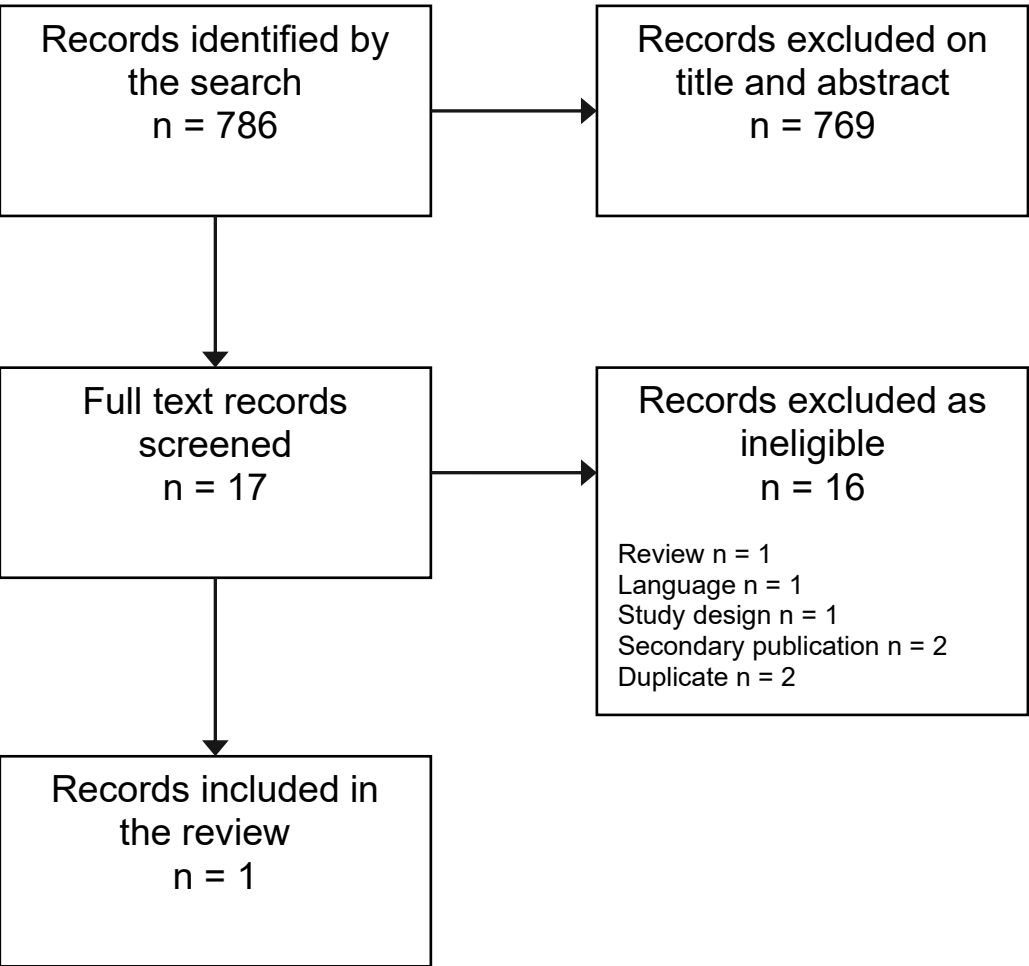 Records identified by
the search
n = 786
Records excluded on
title and abstract
n = 769
Full text records
screened
n = 17
Records excluded as
ineligible
n = 16
Review n = 1
Language n = 1
Study design n = 1
Secondary publication n = 2
Duplicate n = 2
Records included in
the review
n = 1